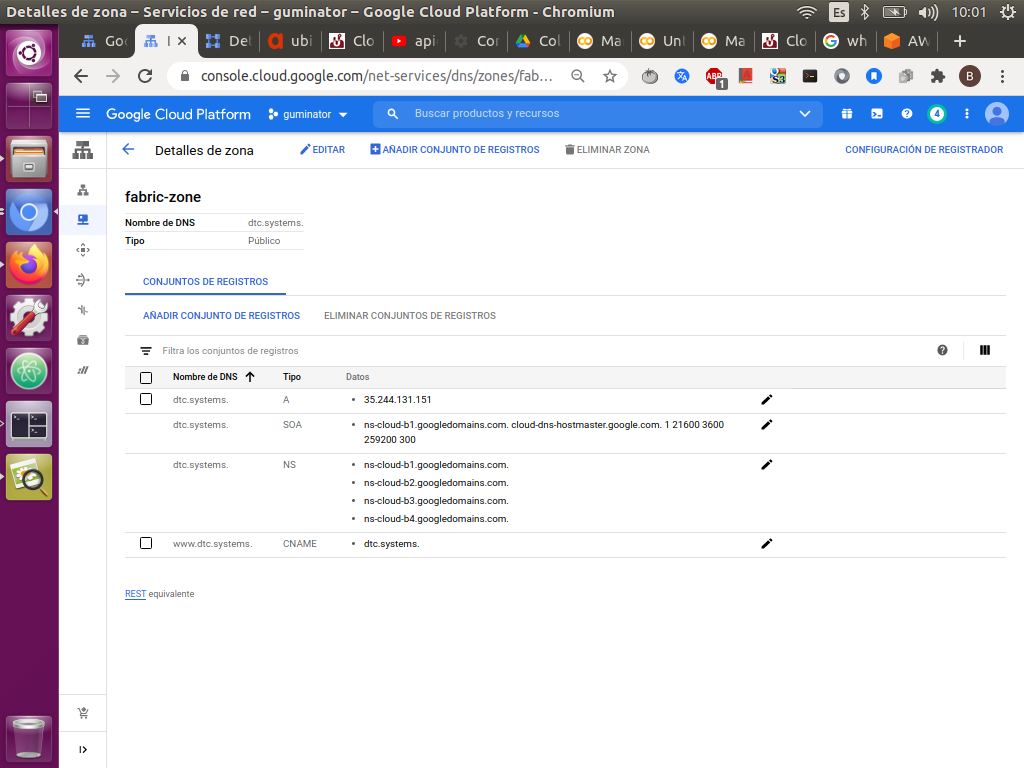 Detalles de zona – Servicios de red – guminator – Google Cloud Platform - Chromium
Es
10:01
Go
I
Del
ubi
Clo
api
Cor
Col
Ma
Unt
Ma
Clo
wh
AW
console.cloud.google.com/net-services/dns/zones/fab...
ABP
1
S3
B
Google Cloud Platform
guminator
Buscar productos y recursos
4
Detalles de zona
EDITAR
AÑADIR CONJUNTO DE REGISTROS
ELIMINAR ZONA
CONFIGURACIÓN DE REGISTRADOR
fabric-zone
Nombre de DNS dtc.systems.
Tipo Público
CONJUNTOS DE REGISTROS
AÑADIR CONJUNTO DE REGISTROS ELIMINAR CONJUNTOS DE REGISTROS
Filtra los conjuntos de registros
Nombre de DNS Tipo Datos
dtc.systems. A • 35.244.131.151
dtc.systems. SOA • ns-cloud-b1.googledomains.com. cloud-dns-hostmaster.google.com. 1 21600 3600
259200 300
dtc.systems. NS • ns-cloud-b1.googledomains.com.
• ns-cloud-b2.googledomains.com.
• ns-cloud-b3.googledomains.com.
• ns-cloud-b4.googledomains.com.
www.dtc.systems. CNAME • dtc.systems.
REST equivalente